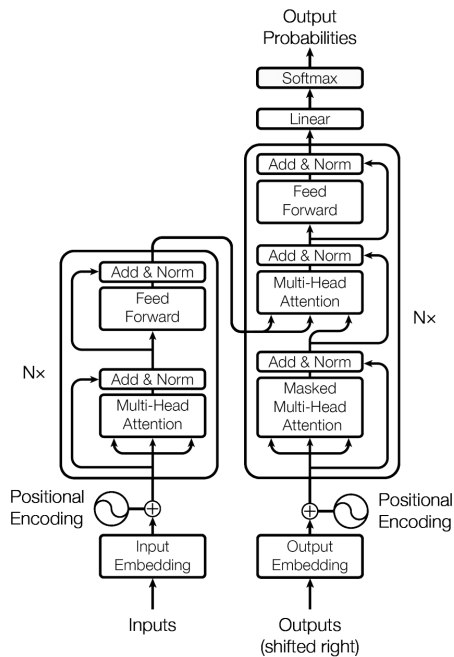 Output
Probabilities
Softmax
Linear
Add & Norm
Feed
Forward
Add & Norm
Multi-Head
Attention
Add & Norm
Masked
Multi-Head
Attention
N×
Positional
Encoding
Output
Embedding
Outputs
(shifted right)
Add & Norm
Feed
Forward
Add & Norm
Multi-Head
Attention
N×
Positional
Encoding
Input
Embedding
Inputs